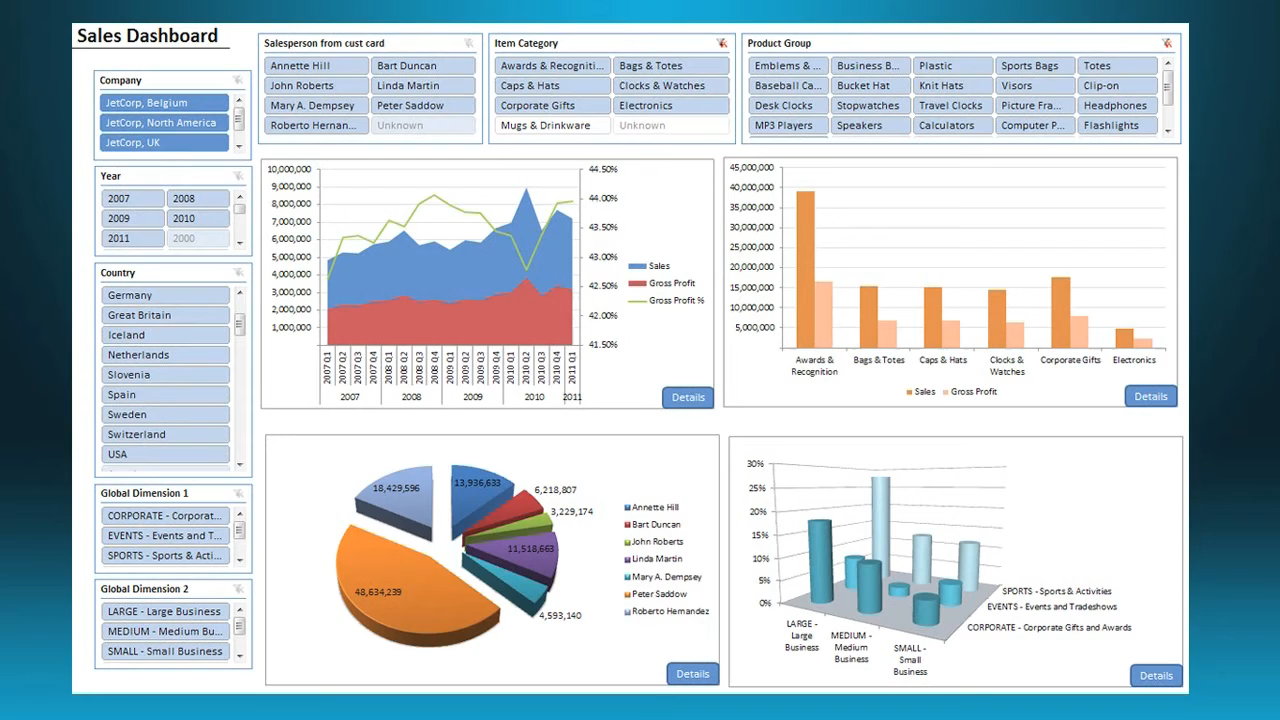 Sales Dashboard
Company
JetCorp, Belgium
JetCorp, North America
JetCorp, UK
Year
2007 2008
2009 2010
2011 2000
Country
Germany
Great Britain
Iceland
Netherlands
Slovenia
Spain
Sweden
Switzerland
USA
Global Dimension 1
CORPORATE - Corporat...
EVENTS - Events and T...
SPORTS - Sports & Acti...
Global Dimension 2
LARGE - Large Business
MEDIUM - Medium Bu...
SMALL - Small Business
Salesperson from cust card
Annette Hill Bart Duncan
John Roberts Linda Martin
Mary A. Dempsey Peter Saddow
Roberto Hernan... Unknown
Item Category
Awards & Recogniti... Bags & Totes
Caps & Hats Clocks & Watches
Corporate Gifts Electronics
Mugs & Drinkware Unknown
Product Group
Emblems & ... Business B... Plastic Sports Bags Totes
Baseball Ca... Bucket Hat Knit Hats Visors Clip-on
Desk Clocks Stopwatches Travel Clocks Picture Fra... Headphones
MP3 Players Speakers Calculators Computer P... Flashlights
10,000,000 44.50%
9,000,000
8,000,000 44.00%
7,000,000 43.50%
6,000,000
5,000,000 43.00%
4,000,000 42.50%
3,000,000
2,000,000 42.00%
1,000,000
41.50%
Sales
Gross Profit
Gross Profit %
2007 Q1 2007 Q2 2007 Q3 2007 Q4 2008 Q1 2008 Q2 2008 Q3 2008 Q4 2009 Q1 2009 Q2 2009 Q3 2009 Q4 2010 Q1 2010 Q2 2010 Q3 2010 Q4 2011 Q1
2007 2008 2009 2010 2011
Details
45,000,000
40,000,000
35,000,000
30,000,000
25,000,000
20,000,000
15,000,000
10,000,000
5,000,000
Awards & Bags & Totes Caps & Hats Clocks & Corporate Gifts Electronics
Recognition Watches
Sales Gross Profit
Details
18,429,596
13,936,633
6,218,807
3,229,174
11,518,663
48,634,239
4,593,140
Annette Hill
Bart Duncan
John Roberts
Linda Martin
Mary A. Dempsey
Peter Saddow
Roberto Hernandez
Details
30%
25%
20%
15%
10%
5%
0%
SPORTS - Sports & Activities
EVENTS - Events and Tradeshows
CORPORATE - Corporate Gifts and Awards
LARGE -
Large
Business
MEDIUM -
Medium
Business
SMALL -
Small
Business
Details